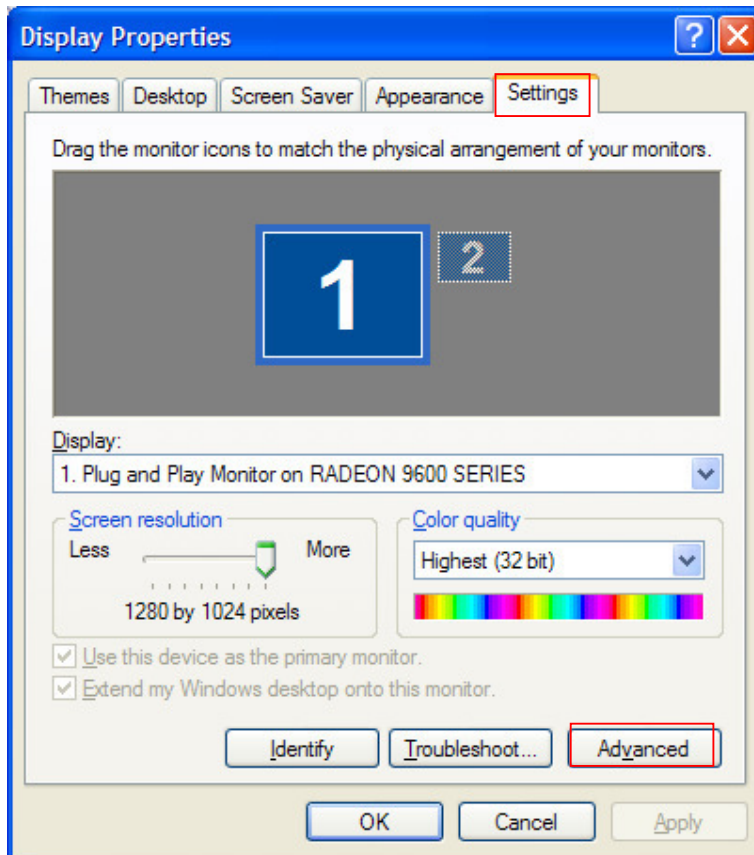 Display Properties
?
Themes Desktop Screen Saver Appearance Settings
Drag the monitor icons to match the physical arrangement of your monitors.
1 2
Display:
1. Plug and Play Monitor on RADEON 9600 SERIES
Screen resolution
Less More
1280 by 1024 pixels
Color quality
Highest (32 bit)
Use this device as the primary monitor.
Extend my Windows desktop onto this monitor.
Identify Troubleshoot... Advanced
OK Cancel Apply